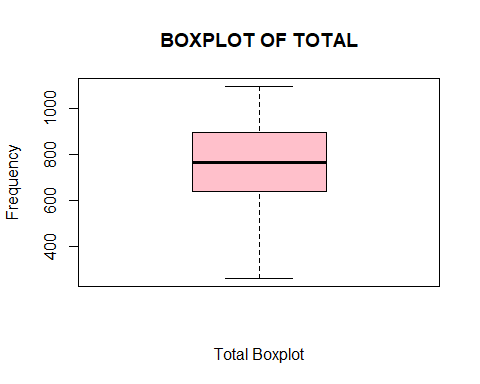 BOXPLOT OF TOTAL
1000
800
600
400
Frequency
Total Boxplot